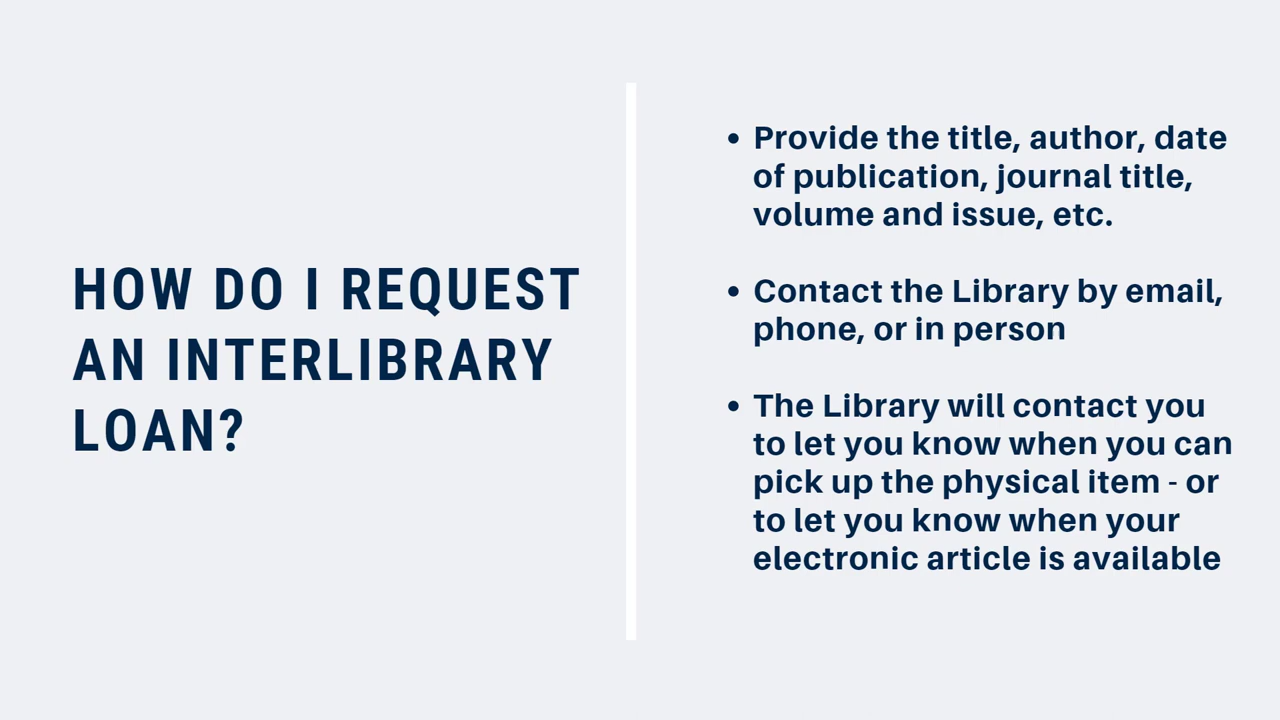 HOW DO I REQUEST
AN INTERLIBRARY
LOAN?
• Provide the title, author, date
of publication, journal title,
volume and issue, etc.
• Contact the Library by email,
phone, or in person
• The Library will contact you
to let you know when you can
pick up the physical item - or
to let you know when your
electronic article is available